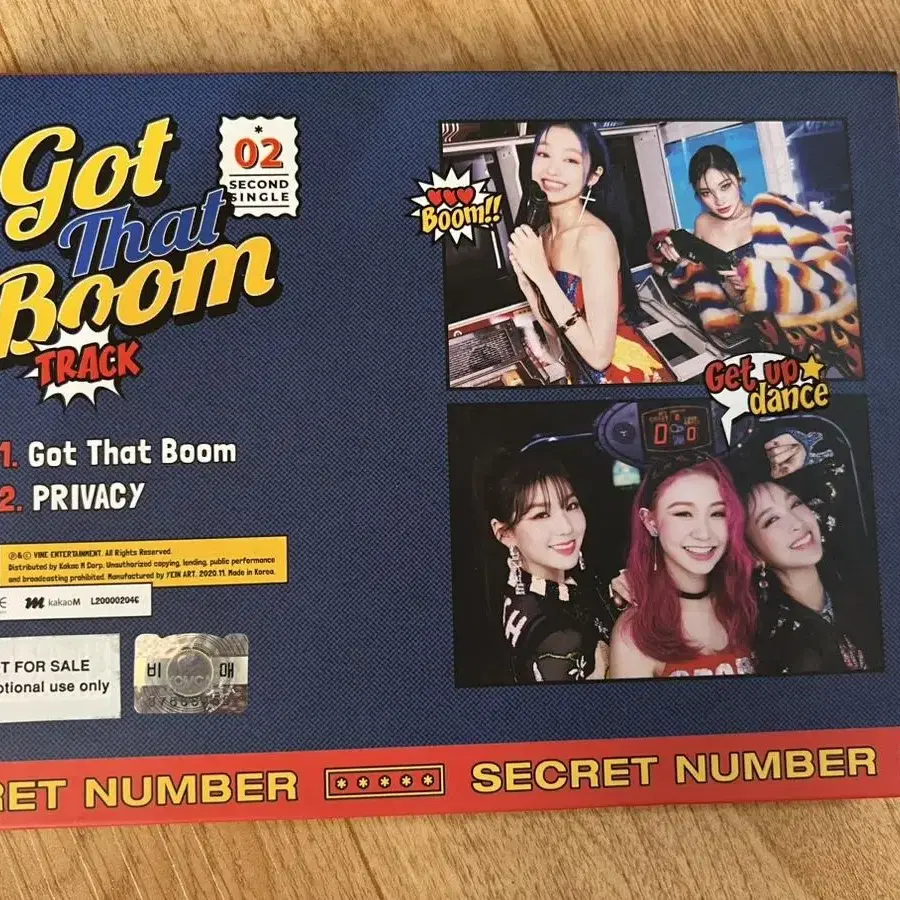 Got
That
Boom
*
02
SECOND
SINGLE
TRACK
1. Got That Boom
2. PRIVACY
Boom!!
Get up
dance
0 0
℗&© VINE ENTERTAINMENT. All Rights Reserved.
Distributed by Kakao M Corp. Unauthorized copying, lending, public performance
and broadcasting prohibited. Manufactured by YEIN ART. 2020.11. Made in Korea.
kakaoM L200002046
T FOR SALE
otional use only
비 매
RET NUMBER ***** SECRET NUMBER